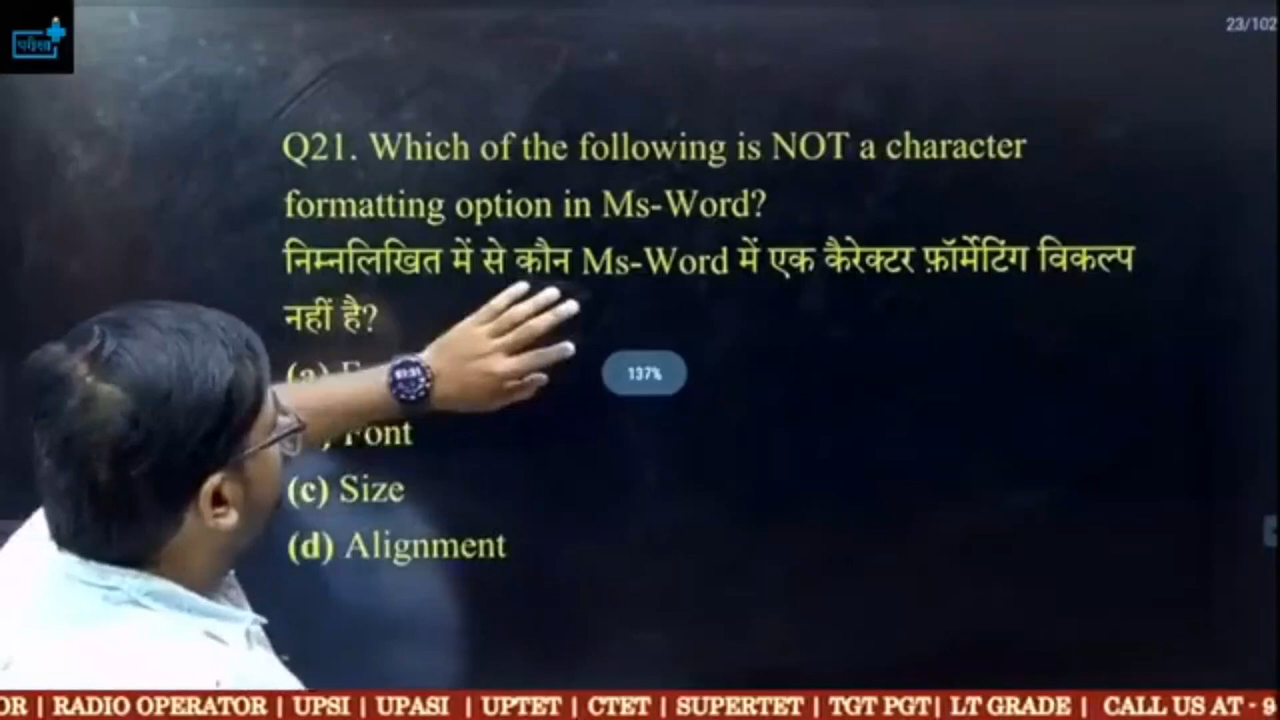 परीक्षा
23/102
Q21. Which of the following is NOT a character
formatting option in Ms-Word?
निम्नलिखित में से कौन Ms-Word में एक कैरेक्टर फ़ॉर्मेटिंग विकल्प
नहीं है?
(a)
137%
Font
(c) Size
(d) Alignment
OR | RADIO OPERATOR | UPSI | UPASI | UPTET | CTET | SUPERTET | TGT PGT | LT GRADE | CALL US AT - 9